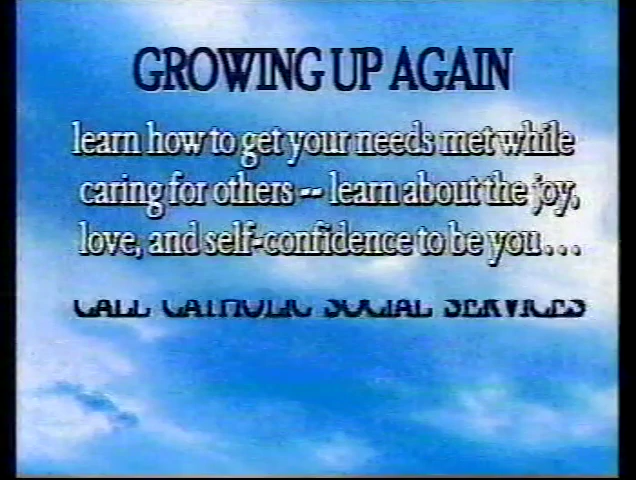 GROWING UP AGAIN
learn how to get your needs met while
caring for others -- learn about the joy,
love, and self-confidence to be you...
CALL CATHOLIC SOCIAL SERVICES